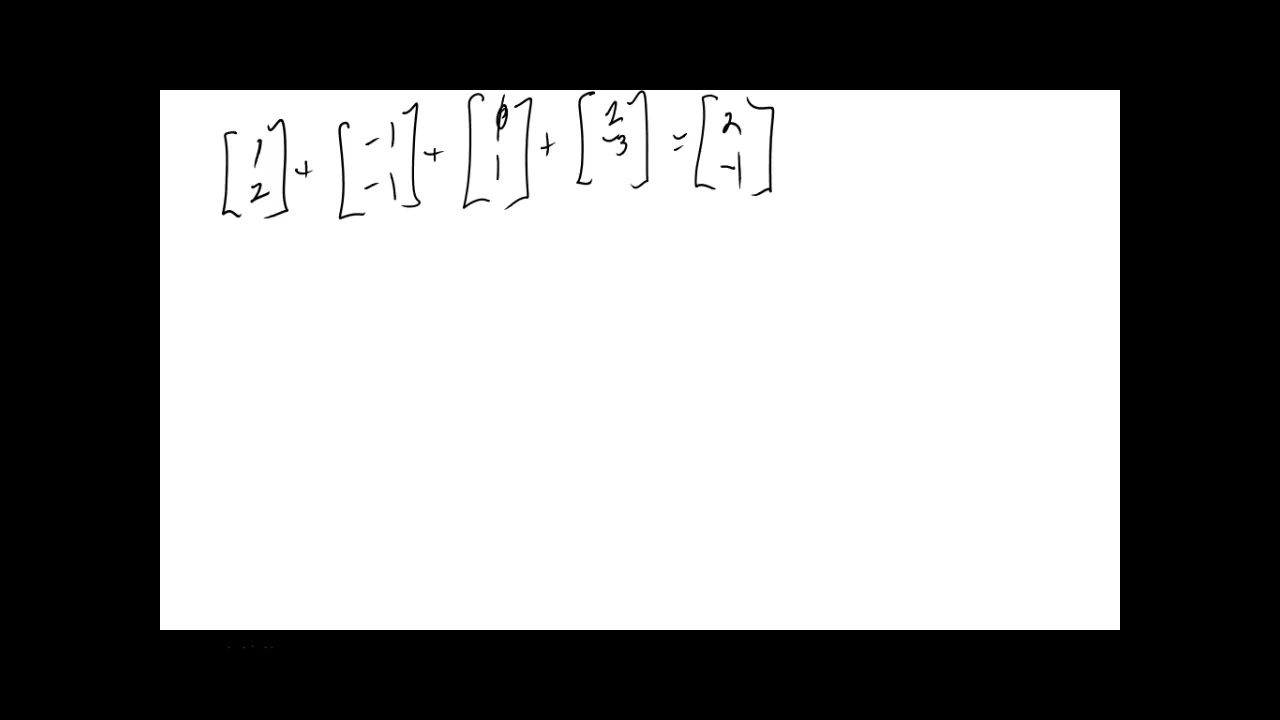 [1 2] + [-1 -1] + [0 1] + [2 -3] = [2 -1]